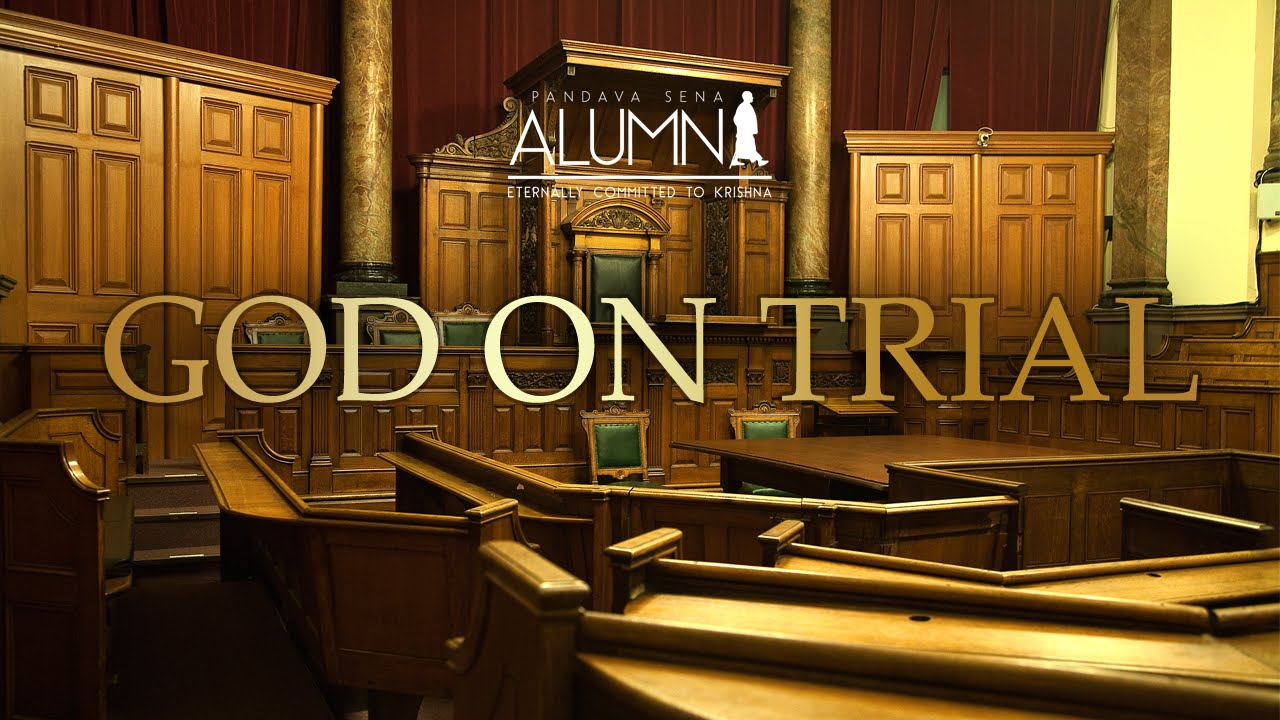 PANDAVA SENA
ALUMNI
ETERNALLY COMMITTED TO KRISHNA
GOD ON TRIAL